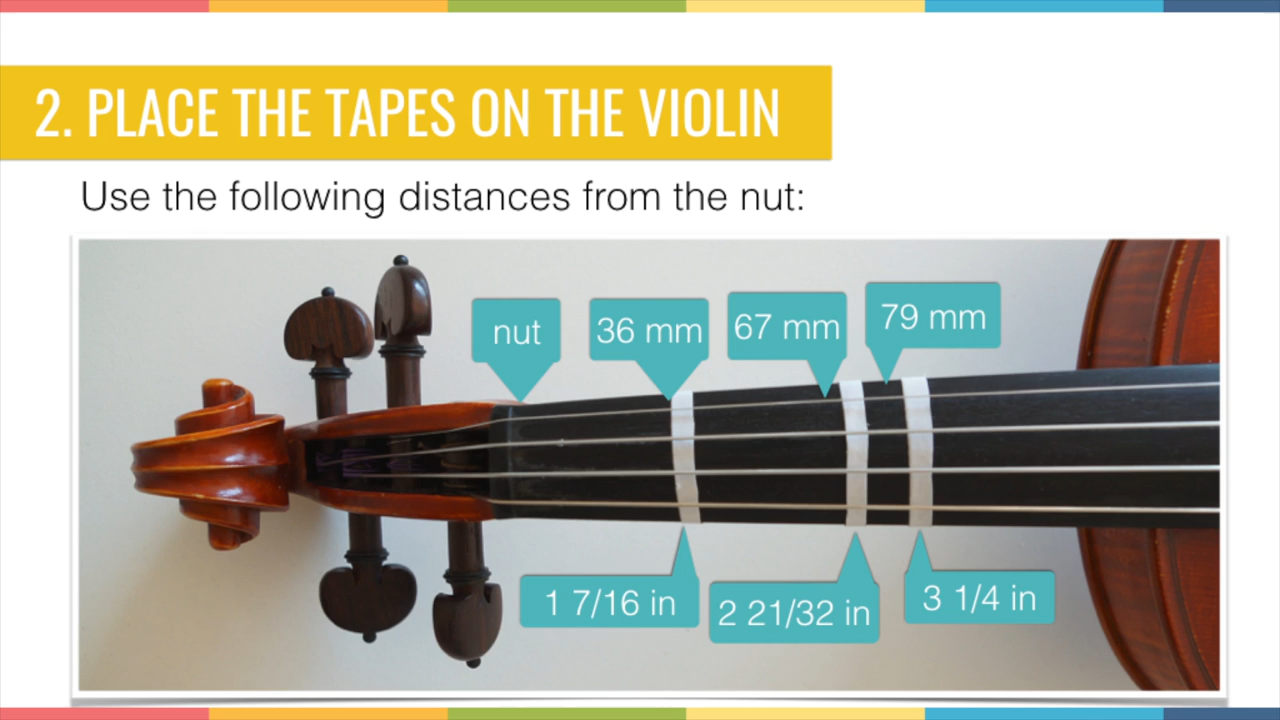 2. PLACE THE TAPES ON THE VIOLIN
Use the following distances from the nut:
nut
36 mm
67 mm
79 mm
1 7/16 in
2 21/32 in
3 1/4 in